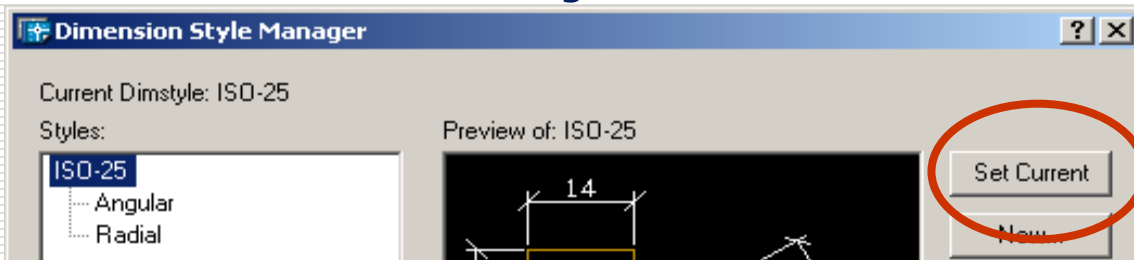 Dimension Style Manager
Current Dimstyle: ISO-25
Styles:
Preview of: ISO-25
ISO-25
Angular
Radial
14
Set Current
New...